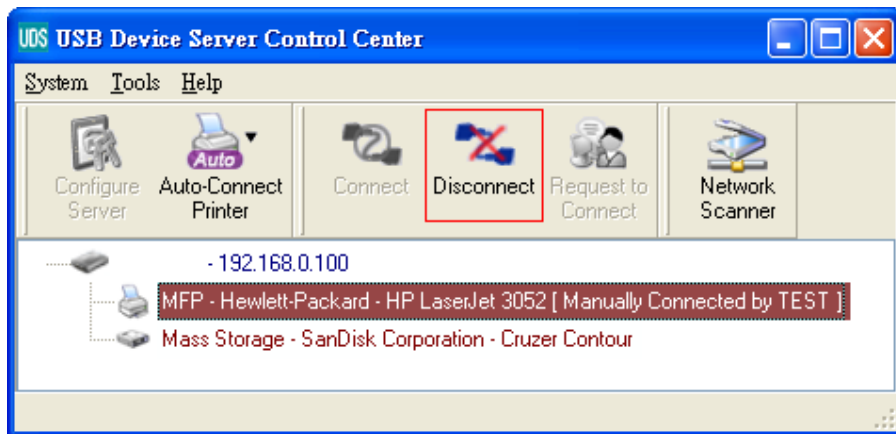 UDS USB Device Server Control Center
System Tools Help
Auto
Configure Server
Auto-Connect Printer
Connect
Disconnect
Request to Connect
Network Scanner
- 192.168.0.100
MFP - Hewlett-Packard - HP LaserJet 3052 [ Manually Connected by TEST ]
Mass Storage - SanDisk Corporation - Cruzer Contour